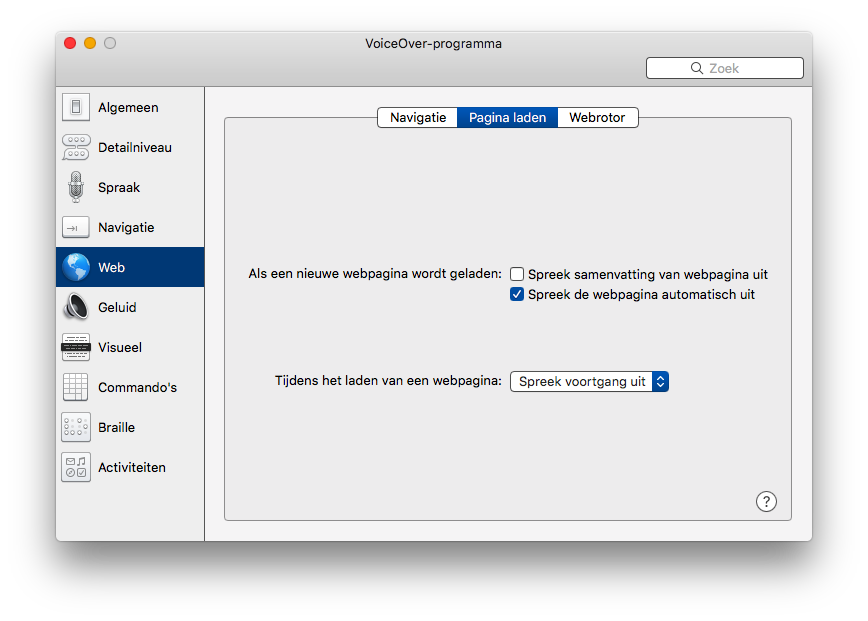 VoiceOver-programma
Zoek
Algemeen
Detailniveau
Spraak
Navigatie
Web
Geluid
Visueel
Commando's
Braille
Activiteiten
Navigatie Pagina laden Webrotor
Als een nieuwe webpagina wordt geladen: Spreek samenvatting van webpagina uit
Spreek de webpagina automatisch uit
Tijdens het laden van een webpagina: Spreek voortgang uit
?